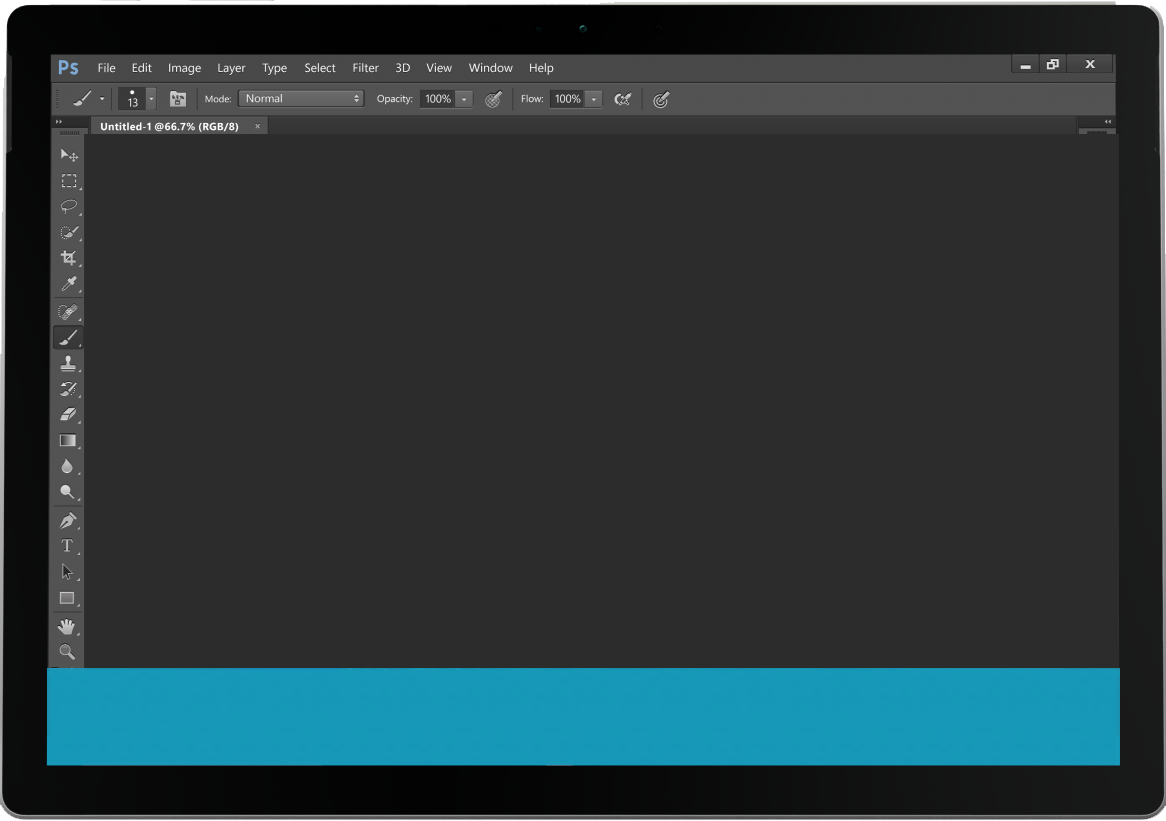 Ps File Edit Image Layer Type Select Filter 3D View Window Help X
13 Mode: Normal Opacity: 100% Flow: 100%
Untitled-1 @66.7% (RGB/8) ×
T